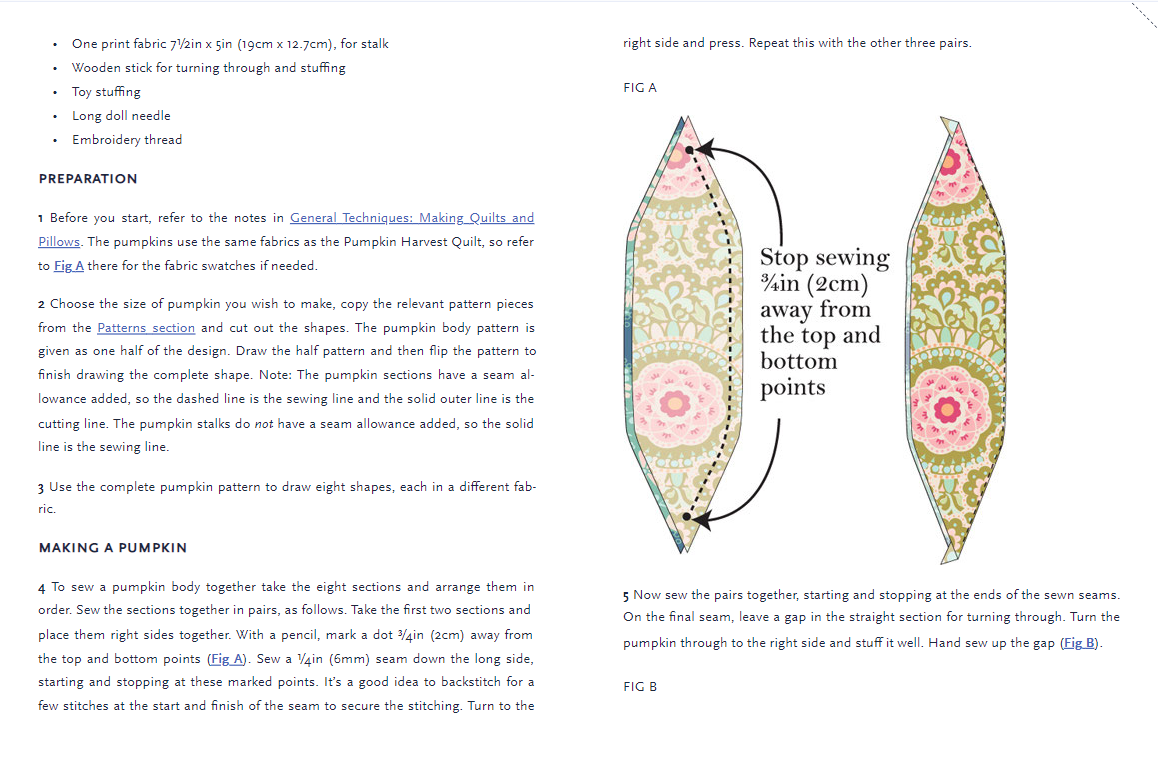 • One print fabric 7½in x 5in (19cm x 12.7cm), for stalk
• Wooden stick for turning through and stuffing
• Toy stuffing
• Long doll needle
• Embroidery thread
PREPARATION
1 Before you start, refer to the notes in General Techniques: Making Quilts and
Pillows. The pumpkins use the same fabrics as the Pumpkin Harvest Quilt, so refer
to Fig A there for the fabric swatches if needed.
2 Choose the size of pumpkin you wish to make, copy the relevant pattern pieces
from the Patterns section and cut out the shapes. The pumpkin body pattern is
given as one half of the design. Draw the half pattern and then flip the pattern to
finish drawing the complete shape. Note: The pumpkin sections have a seam al-
lowance added, so the dashed line is the sewing line and the solid outer line is the
cutting line. The pumpkin stalks do not have a seam allowance added, so the solid
line is the sewing line.
3 Use the complete pumpkin pattern to draw eight shapes, each in a different fab-
ric.
MAKING A PUMPKIN
4 To sew a pumpkin body together take the eight sections and arrange them in
order. Sew the sections together in pairs, as follows. Take the first two sections and
place them right sides together. With a pencil, mark a dot ¾in (2cm) away from
the top and bottom points (Fig A). Sew a ¼in (6mm) seam down the long side,
starting and stopping at these marked points. It's a good idea to backstitch for a
few stitches at the start and finish of the seam to secure the stitching. Turn to the
right side and press. Repeat this with the other three pairs.
FIG A
Stop sewing
¾in (2cm)
away from
the top and
bottom
points
5 Now sew the pairs together, starting and stopping at the ends of the sewn seams.
On the final seam, leave a gap in the straight section for turning through. Turn the
pumpkin through to the right side and stuff it well. Hand sew up the gap (Fig B).
FIG B